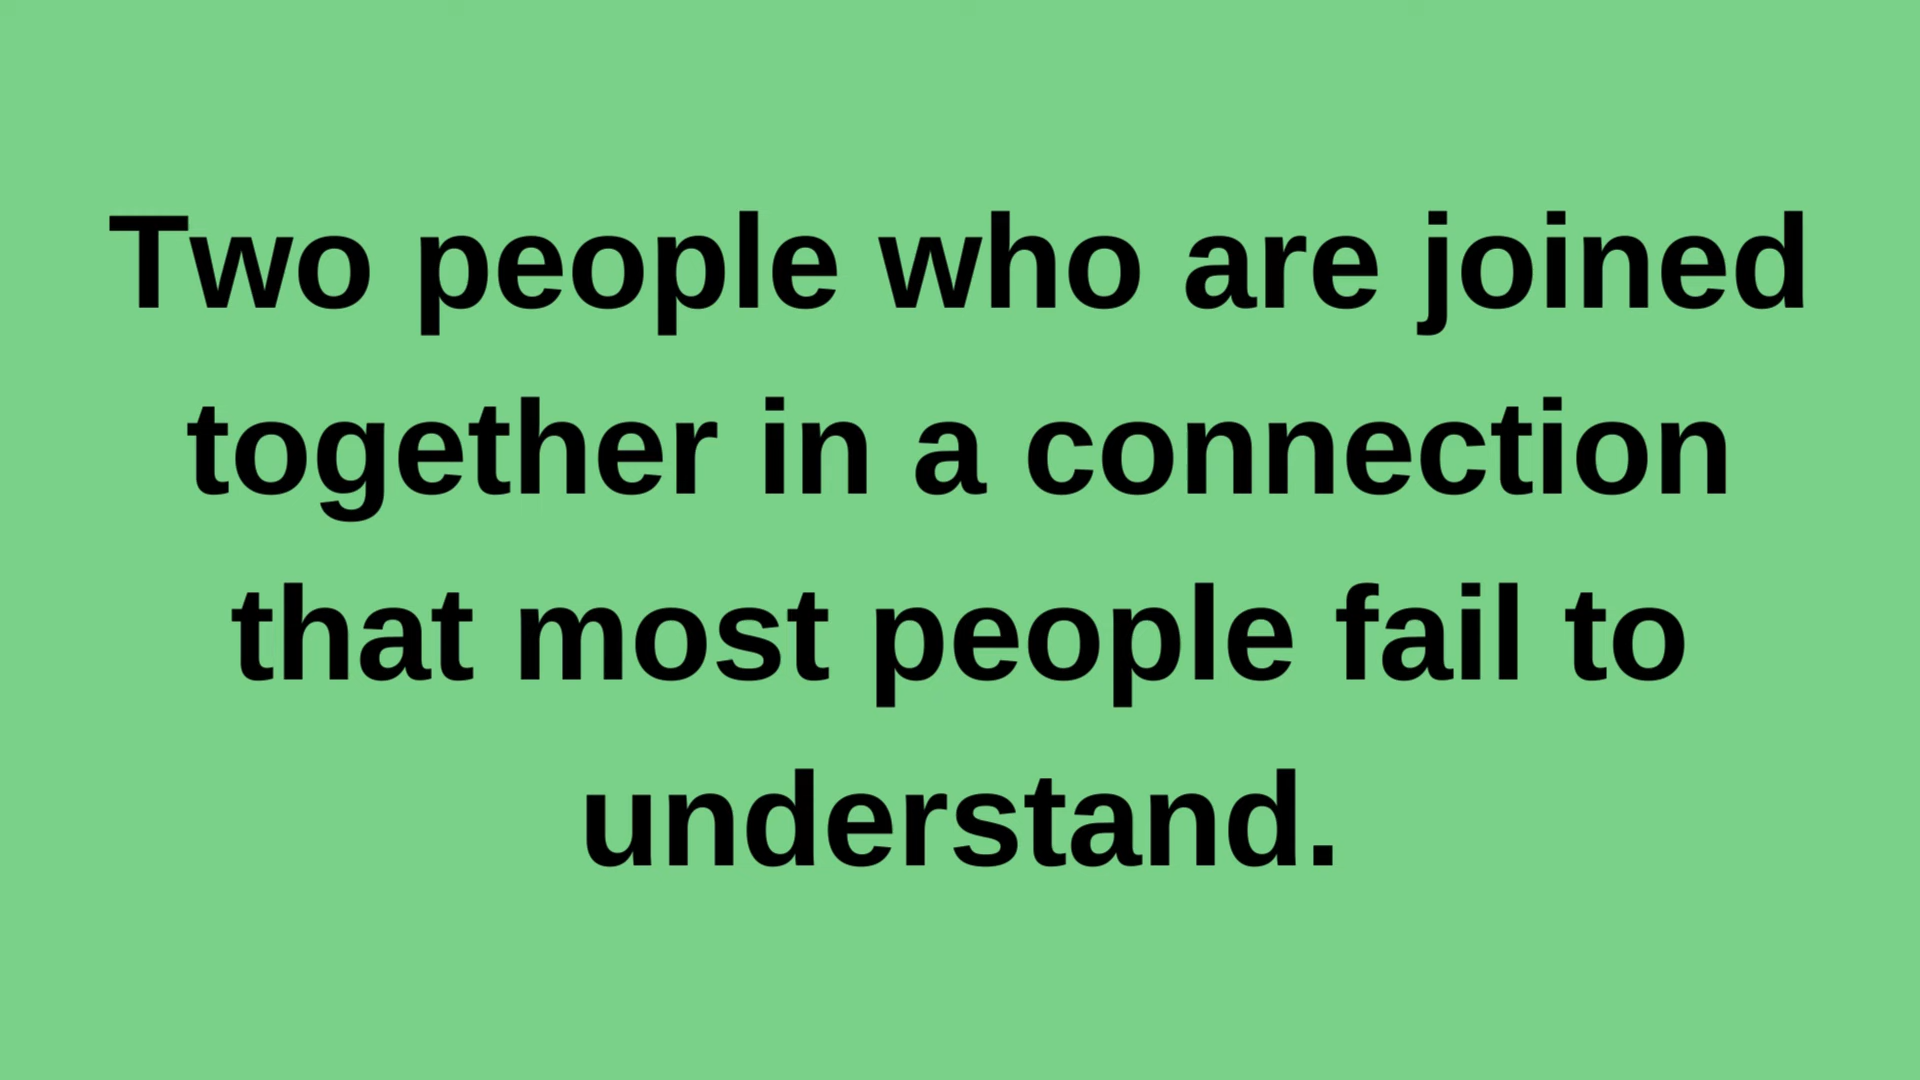 Two people who are joined
together in a connection
that most people fail to
understand.